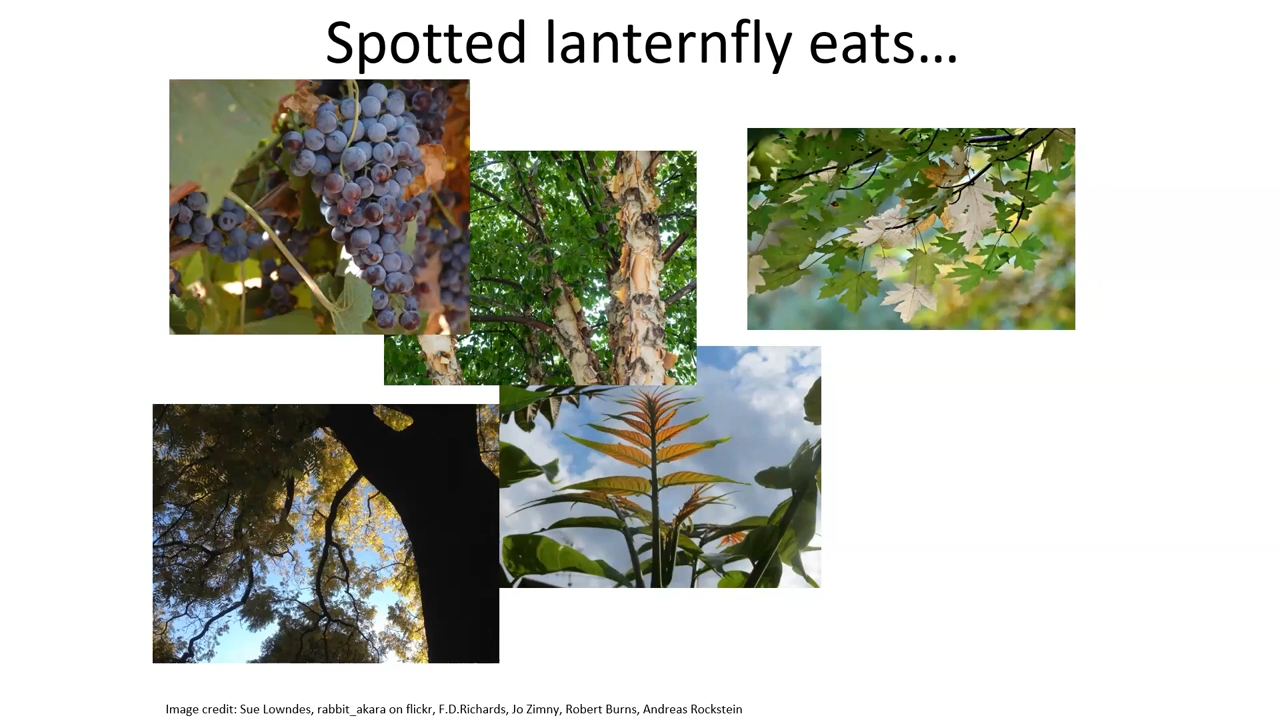 Spotted lanternfly eats…
Image credit: Sue Lowndes, rabbit_akara on flickr, F.D.Richards, Jo Zimny, Robert Burns, Andreas Rockstein